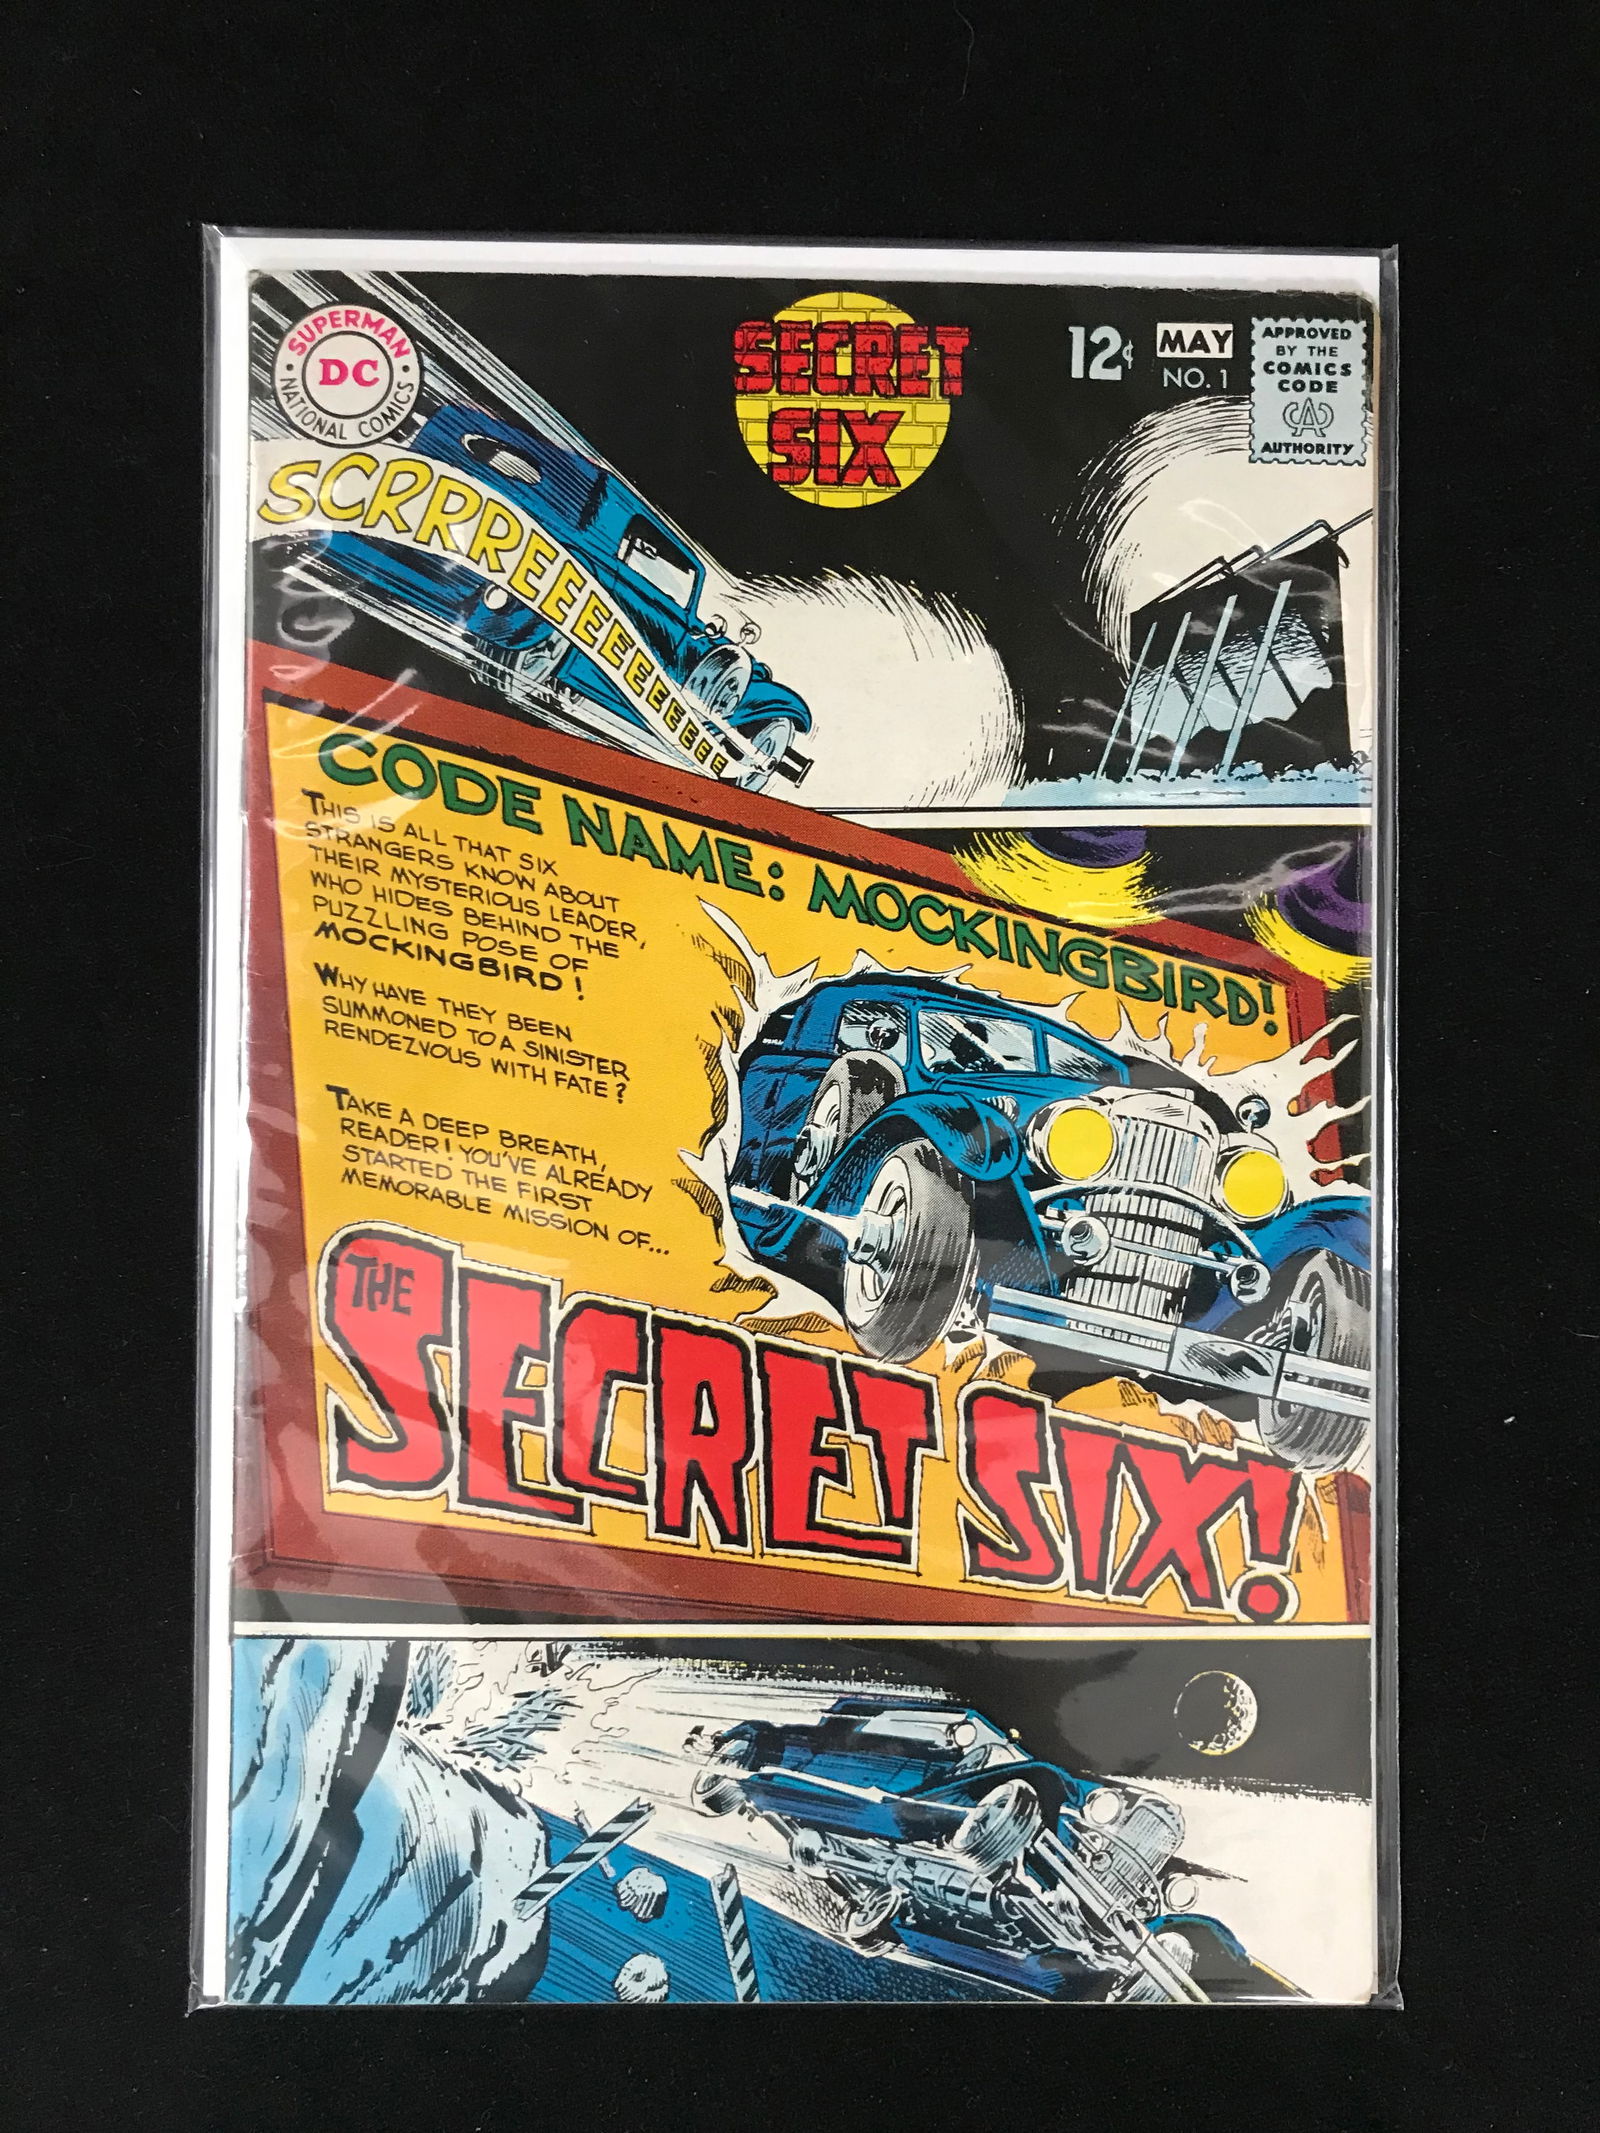 SUPERMAN
DC
NATIONAL COMICS
SECRET
SIX
12¢
MAY
NO. 1
APPROVED
BY THE
COMICS
CODE
CA
AUTHORITY
SCRRREEEEEEEEEEEEEEE
CODE NAME: MOCKINGBIRD!
THIS IS ALL THAT SIX
STRANGERS KNOW ABOUT
THEIR MYSTERIOUS LEADER,
WHO HIDES BEHIND THE
PUZZLING POSE OF
MOCKINGBIRD!
WHY HAVE THEY BEEN
SUMMONED TO A SINISTER
RENDEZVOUS WITH FATE?
TAKE A DEEP BREATH,
READER! YOU'VE ALREADY
STARTED THE FIRST
MEMORABLE MISSION OF...
THE
SECRET SIX!